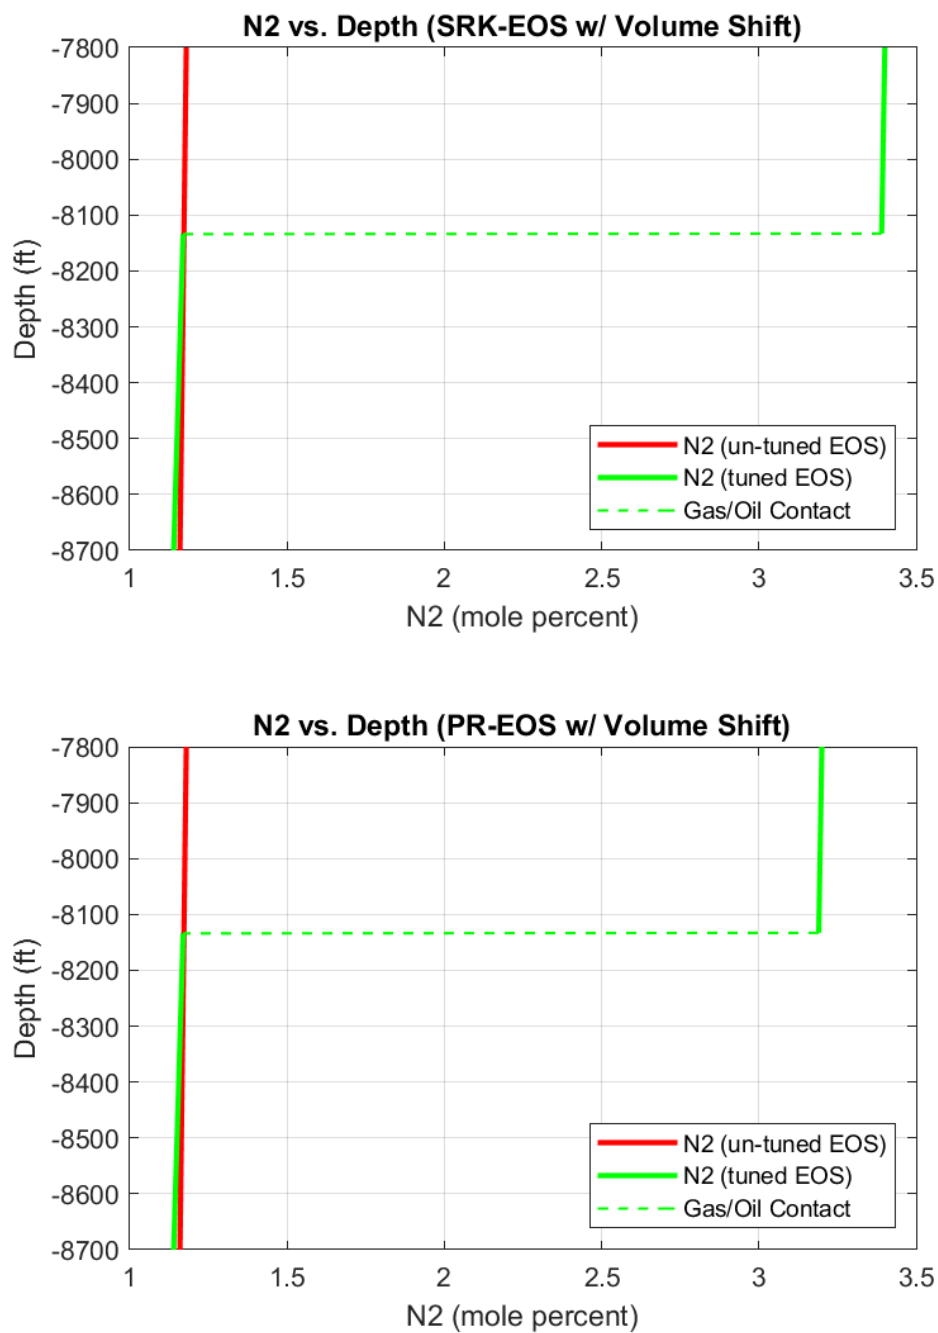 N2 vs. Depth (SRK-EOS w/ Volume Shift)
-7800
-7900
-8000
-8100
-8200
-8300
-8400
-8500
-8600
-8700
Depth (ft)
N2 (un-tuned EOS)
N2 (tuned EOS)
Gas/Oil Contact
1 1.5 2 2.5 3 3.5
N2 (mole percent)
N2 vs. Depth (PR-EOS w/ Volume Shift)
-7800
-7900
-8000
-8100
-8200
-8300
-8400
-8500
-8600
-8700
Depth (ft)
N2 (un-tuned EOS)
N2 (tuned EOS)
Gas/Oil Contact
1 1.5 2 2.5 3 3.5
N2 (mole percent)